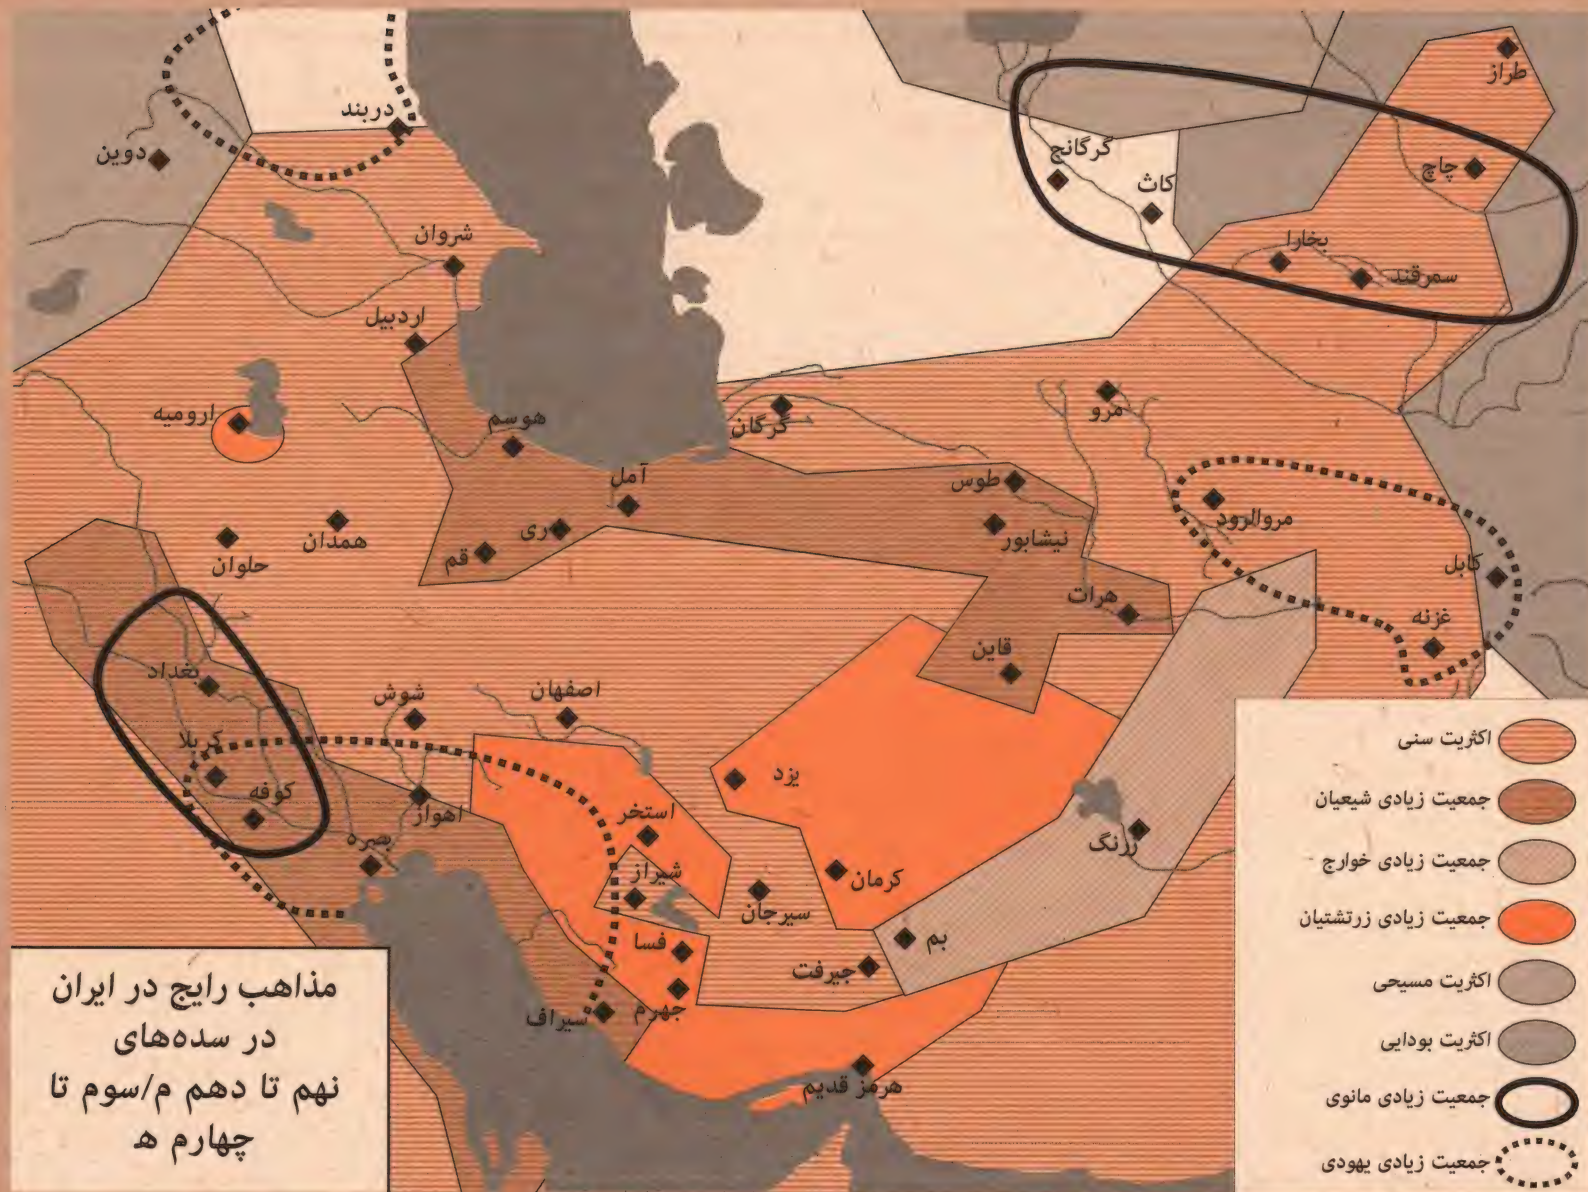 دربند
دوین
شروان
اردبیل
ارومیه
هوسم
آمل
ری
قم
همدان
حلوان
گرگان
طوس
نیشابور
هرات
قاین
مرو
مروالرود
کابل
غزنه
طراز
چاچ
گرگانج
کاث
بخارا
سمرقند
بغداد
کربلا
کوفه
بصره
اهواز
شوش
اصفهان
استخر
شیراز
فسا
جهرم
سیراف
یزد
کرمان
سیرجان
جیرفت
بم
زرنگ
هرمز قدیم
اکثریت سنی
جمعیت زیادی شیعیان
جمعیت زیادی خوارج
جمعیت زیادی زرتشتیان
اکثریت مسیحی
اکثریت بودایی
جمعیت زیادی مانوی
جمعیت زیادی یهودی
مذاهب رایج در ایران
در سده‌های
نهم تا دهم م/سوم تا
چهارم ه